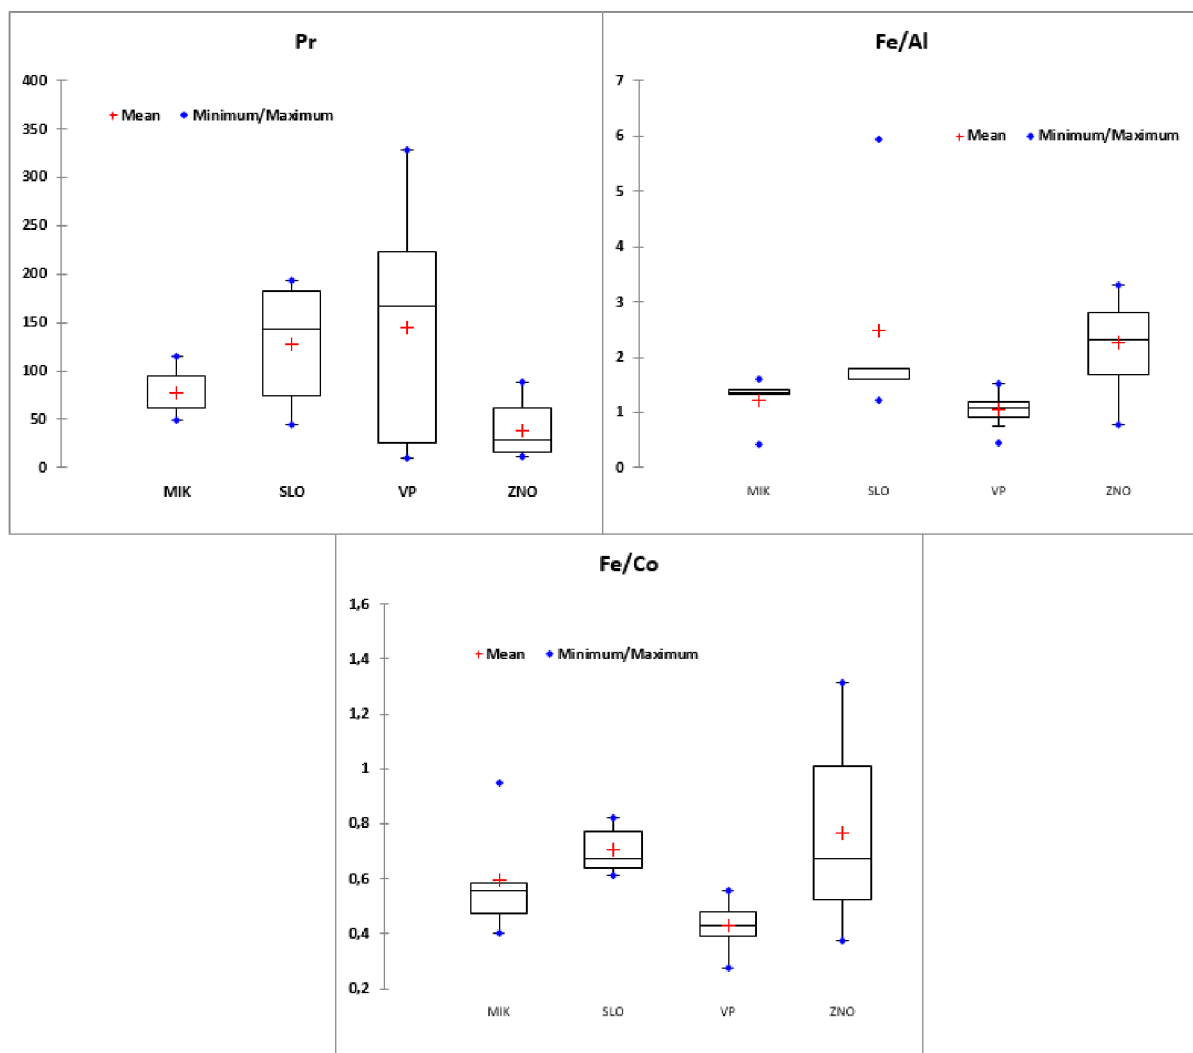 Pr
400
Mean Minimum/Maximum
350
300
250
200
150
100
50
0
MIK SLO VP ZNO
Fe/Al
7
6
Mean Minimum/Maximum
5
4
3
2
1
0
MIK SLO VP ZNO
Fe/Co
1,6
Mean Minimum/Maximum
1,4
1,2
1
0,8
0,6
0,4
0,2
MIK SLO VP ZNO